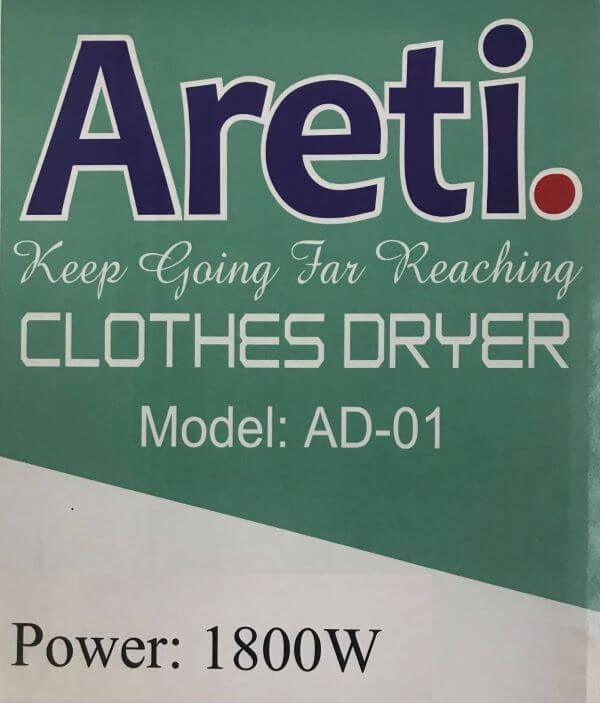 Areti.
Keep Going Far Reaching
CLOTHES DRYER
Model: AD-01
Power: 1800W